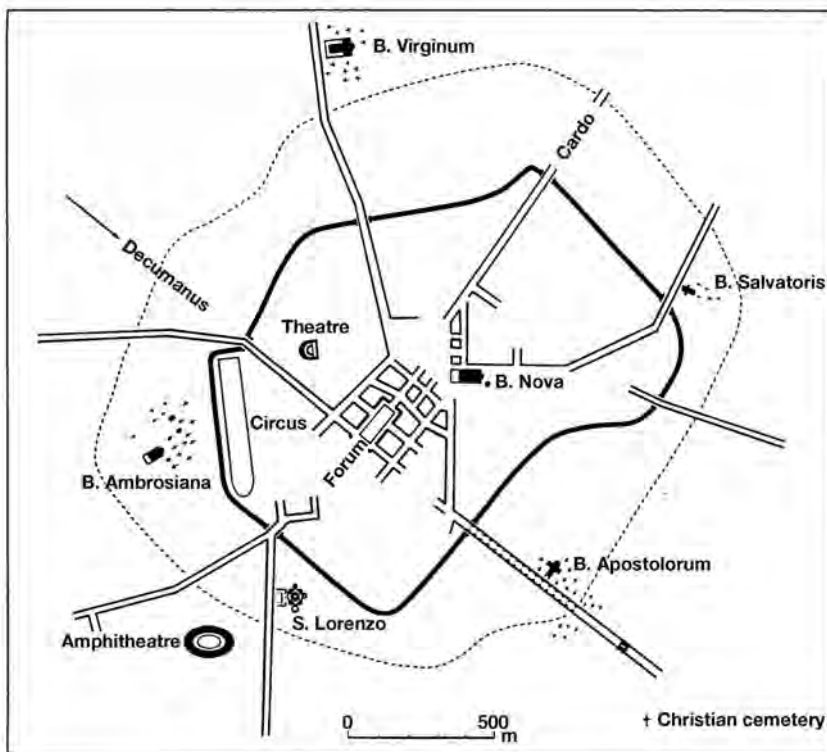 B. Virginum
Cardo
Decumanus
B. Salvatoris
Theatre
B. Nova
Circus
Forum
B. Ambrosiana
B. Apostolorum
S. Lorenzo
Amphitheatre
0 500
m
† Christian cemetery